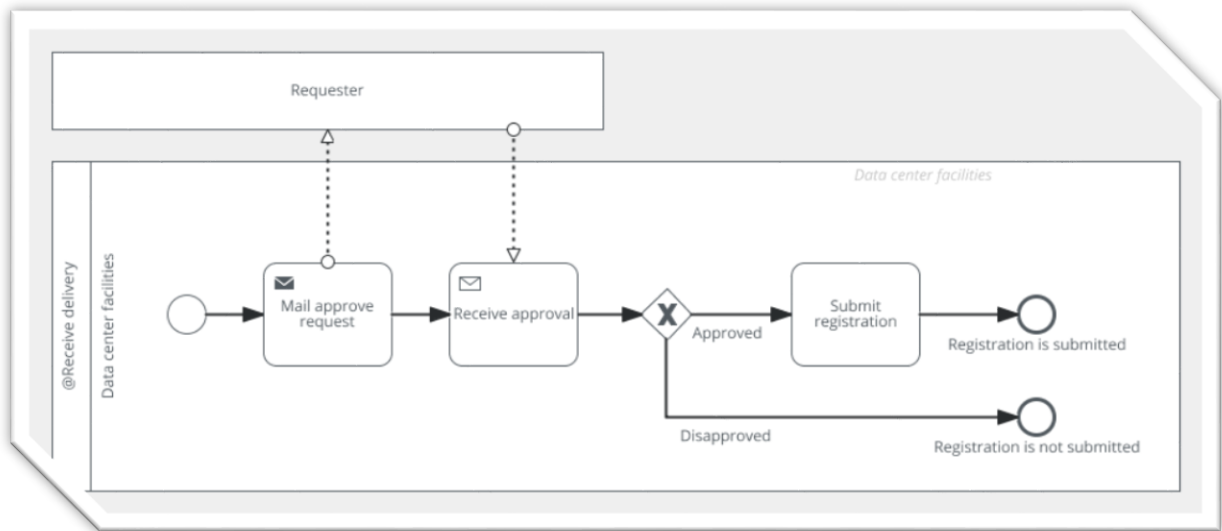 Requester
Data center facilities
@Receive delivery
Data center facilities
Mail approve
request
Receive approval
X
Approved
Submit
registration
Registration is submitted
Disapproved
Registration is not submitted